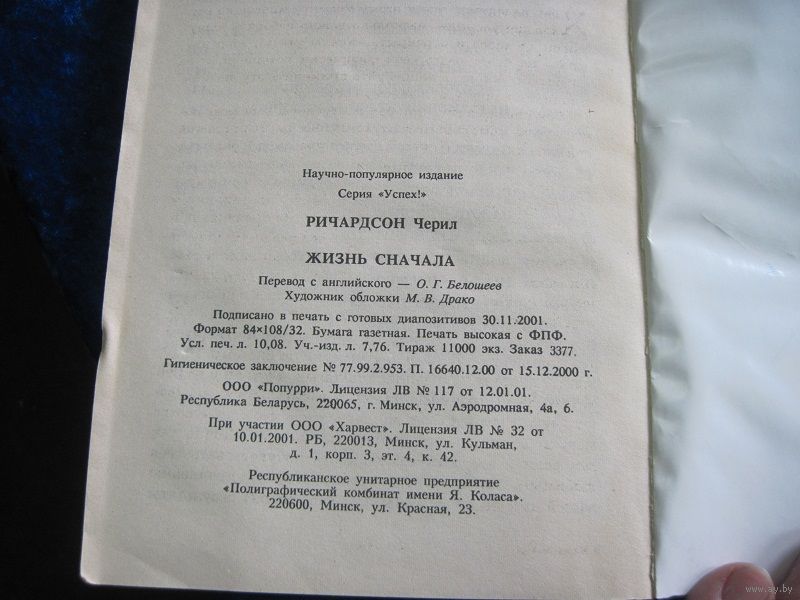 Научно-популярное издание
Серия «Успех!»
РИЧАРДСОН Черил
ЖИЗНЬ СНАЧАЛА
Перевод с английского — О. Г. Белошеев
Художник обложки М. В. Драко
Подписано в печать с готовых диапозитивов 30.11.2001.
Формат 84×108/32. Бумага газетная. Печать высокая с ФПФ.
Усл. печ. л. 10,08. Уч.-изд. л. 7,76. Тираж 11000 экз. Заказ 3377.
Гигиеническое заключение № 77.99.2.953. П. 16640.12.00 от 15.12.2000 г.
ООО «Попурри». Лицензия ЛВ № 117 от 12.01.01.
Республика Беларусь, 220065, г. Минск, ул. Аэродромная, 4а, 6.
При участии ООО «Харвест». Лицензия ЛВ № 32 от
10.01.2001. РБ, 220013, Минск, ул. Кульман,
д. 1, корп. 3, эт. 4, к. 42.
Республиканское унитарное предприятие
«Полиграфический комбинат имени Я. Коласа».
220600, Минск, ул. Красная, 23.
www.ay.by